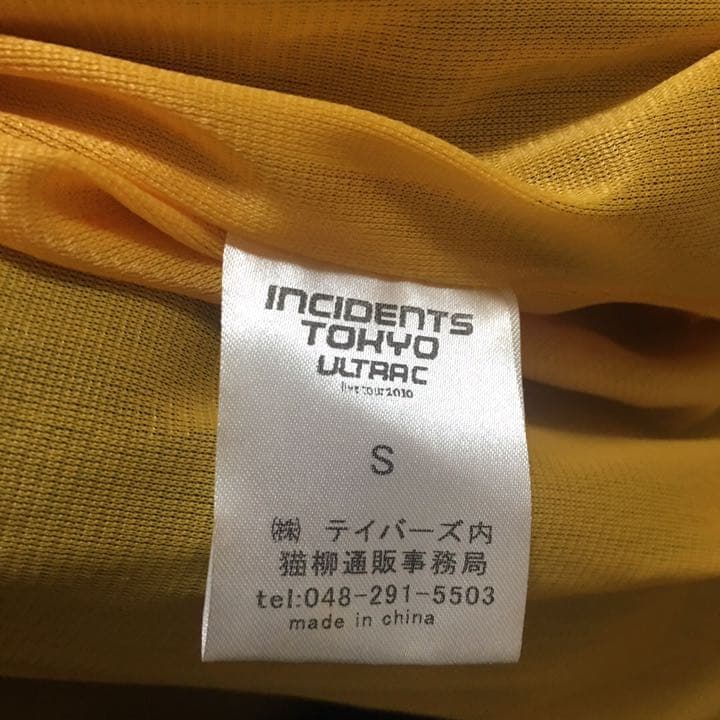 INCIDENTS
TOKYO
ULTRA C
live tour 2010
S
㈱ テイバーズ内
猫柳通販事務局
tel:048-291-5503
made in china